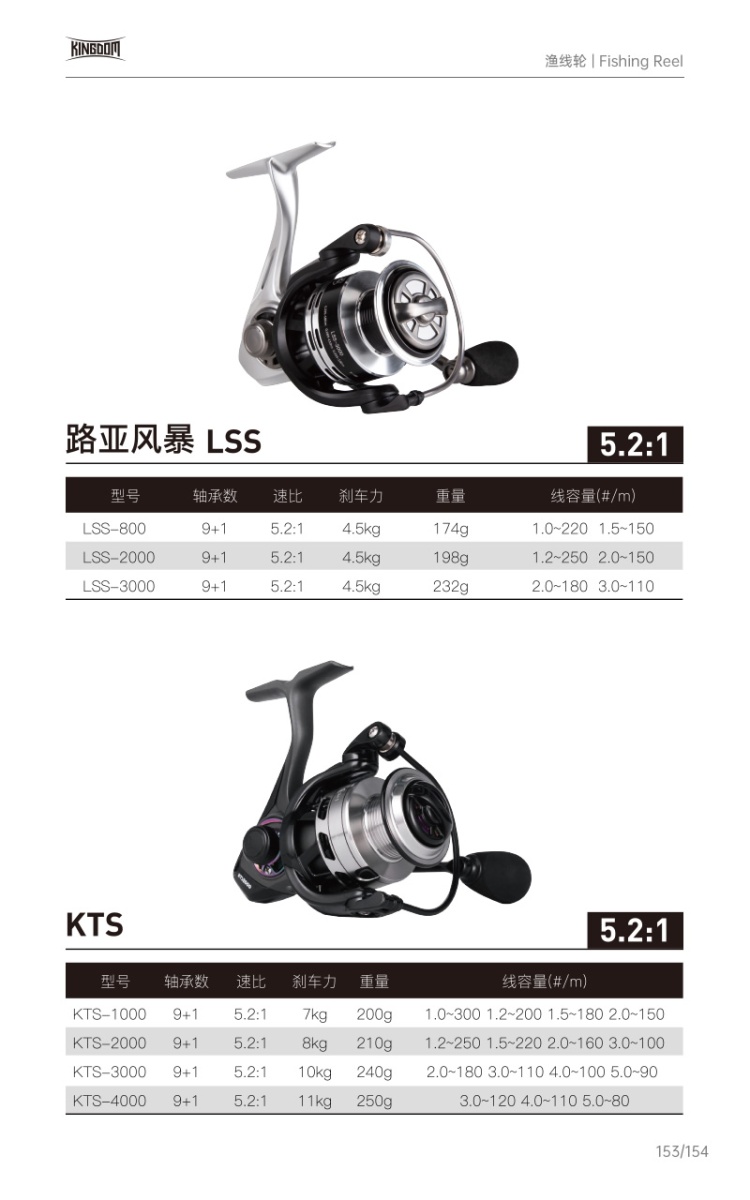 KINGDOM
渔线轮 | Fishing Reel
LSS-3000
路亚风暴 LSS
5.2:1
型号 轴承数 速比 刹车力 重量 线容量(#/m)
LSS-800 9+1 5.2:1 4.5kg 174g 1.0~220 1.5~150
LSS-2000 9+1 5.2:1 4.5kg 198g 1.2~250 2.0~150
LSS-3000 9+1 5.2:1 4.5kg 232g 2.0~180 3.0~110
KTS
5.2:1
型号 轴承数 速比 刹车力 重量 线容量(#/m)
KTS-1000 9+1 5.2:1 7kg 200g 1.0~300 1.2~200 1.5~180 2.0~150
KTS-2000 9+1 5.2:1 8kg 210g 1.2~250 1.5~220 2.0~160 3.0~100
KTS-3000 9+1 5.2:1 10kg 240g 2.0~180 3.0~110 4.0~100 5.0~90
KTS-4000 9+1 5.2:1 11kg 250g 3.0~120 4.0~110 5.0~80
153/154